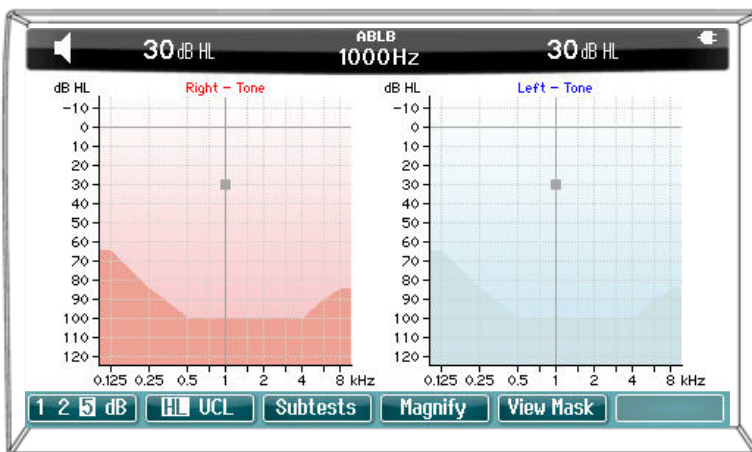 ABLB
30 dB HL 1000Hz 30 dB HL
dB HL Right - Tone dB HL Left - Tone
-10 -10
0 0
10 10
20 20
30 30
40 40
50 50
60 60
70 70
80 80
90 90
100 100
110 110
120 120
0.125 0.25 0.5 1 2 4 8 kHz 0.125 0.25 0.5 1 2 4 8 kHz
1 2 5 dB HL UCL Subtests Magnify View Mask